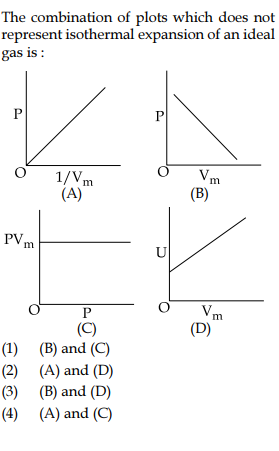 The combination of plots which does not
represent isothermal expansion of an ideal
gas is :
P
O
1/Vm
(A)
P
O
Vm
(B)
PVm
O
P
(C)
U
O
Vm
(D)
(1) (B) and (C)
(2) (A) and (D)
(3) (B) and (D)
(4) (A) and (C)